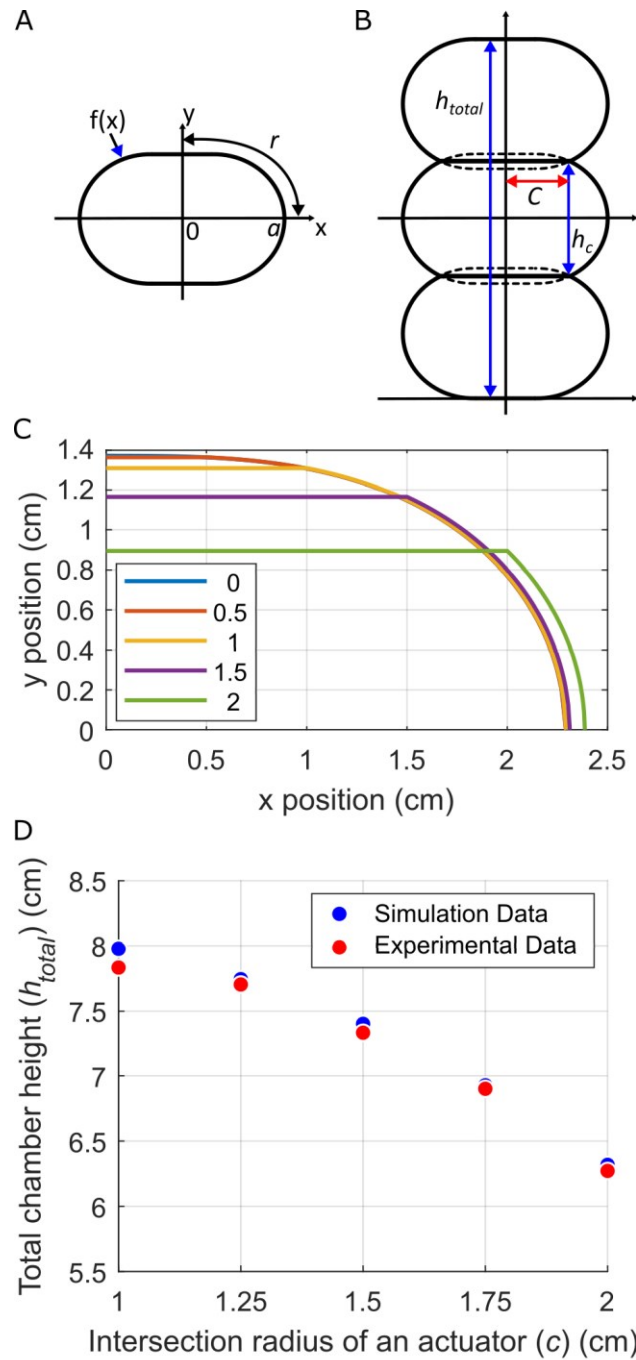 A
f(x)
y
r
0
a
x
B
h_total
C
h_c
C
y position (cm)
1.4
1.2
1
0.8
0.6
0.4
0.2
0
0
0.5
1
1.5
2
0
0.5
1
1.5
2
2.5
x position (cm)
D
Total chamber height (h_total) (cm)
8.5
8
7.5
7
6.5
6
5.5
Simulation Data
Experimental Data
1
1.25
1.5
1.75
2
Intersection radius of an actuator (c) (cm)